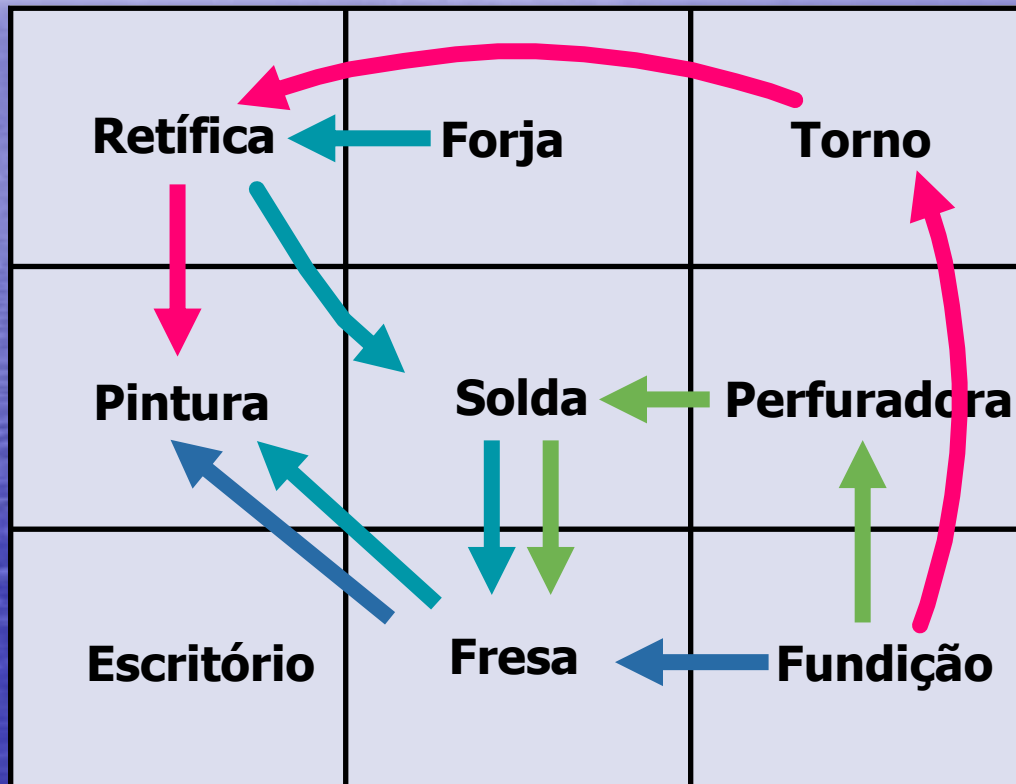 Retífica
Forja
Torno
Pintura
Solda
Perfuradora
Escritório
Fresa
Fundição